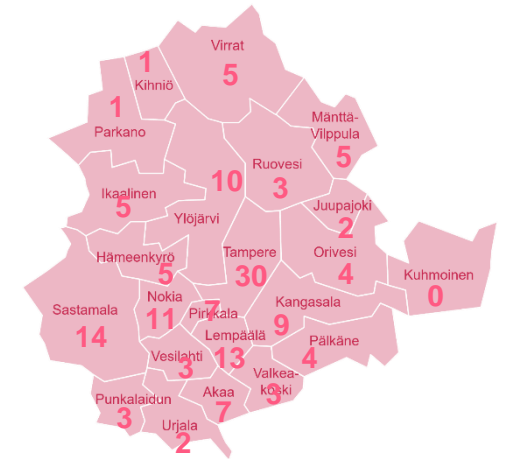 Virrat
5
1
Kihniö
1
Parkano
Mänttä-
Vilppula
5
Ruovesi
3
10
Ylöjärvi
Ikaalinen
5
Juupajoki
2
Hämeenkyrö
5
Tampere
30
Orivesi
4
Kuhmoinen
0
Sastamala
14
Nokia
11
Pirkkala
7
Kangasala
9
Lempäälä
13
Vesilahti
3
Pälkäne
4
Valkea-
koski
3
Punkalaidun
3
Akaa
7
Urjala
2